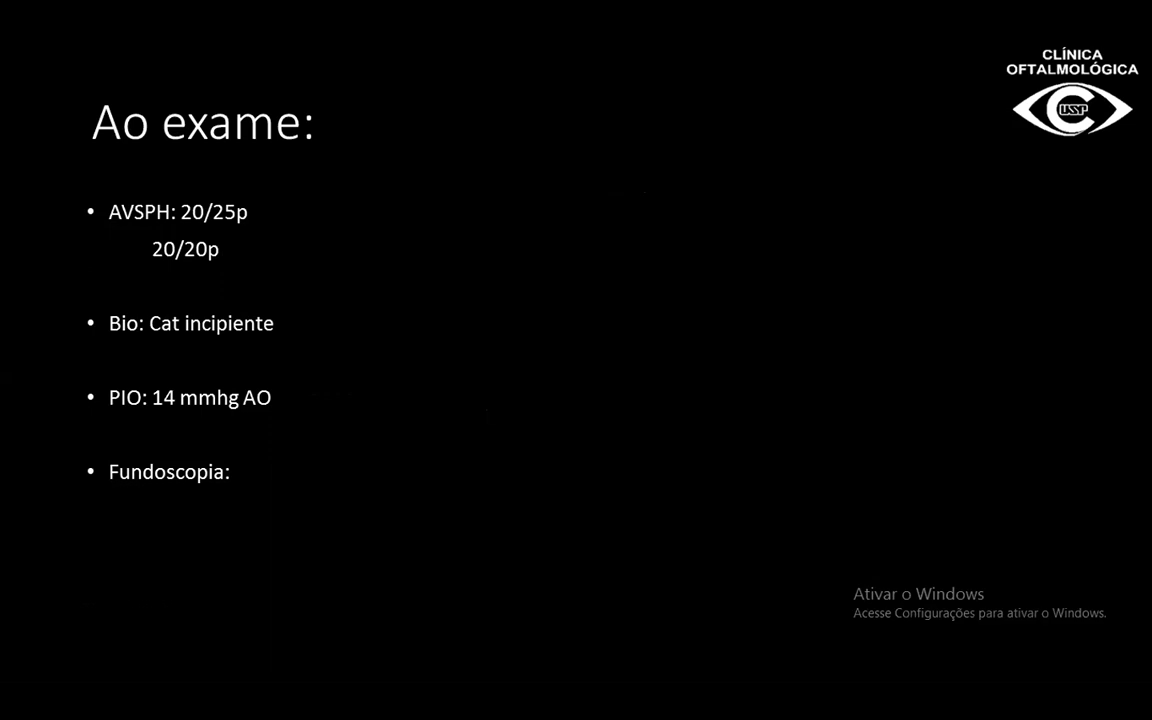 CLÍNICA
OFTALMOLÓGICA
C
USP
Ao exame:
• AVSPH: 20/25p
20/20p
• Bio: Cat incipiente
• PIO: 14 mmhg AO
• Fundoscopia:
Ativar o Windows
Acesse Configurações para ativar o Windows.